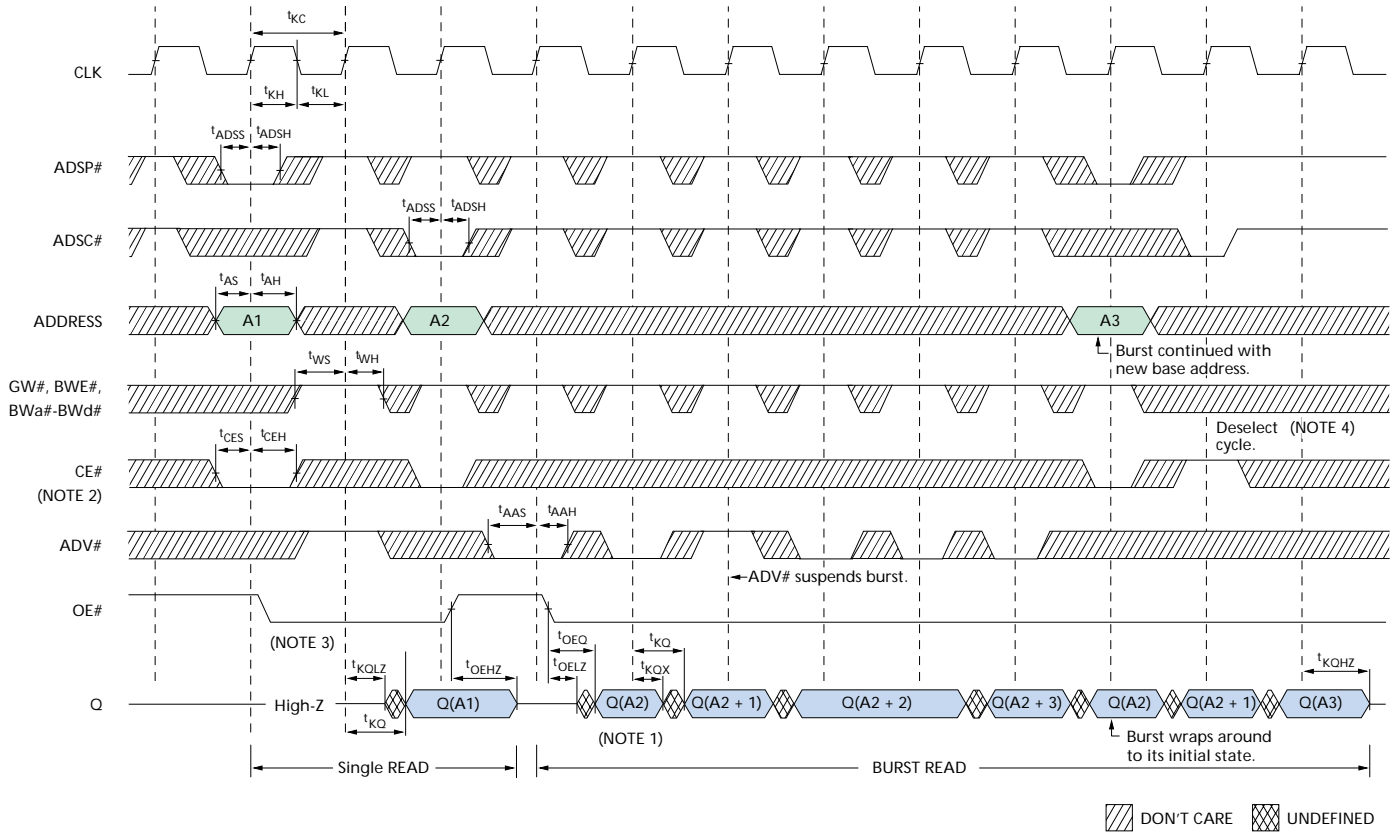 tKC
CLK
tKH
tKL
tADSS
tADSH
ADSP#
tADSS
tADSH
ADSC#
tAS
tAH
ADDRESS
A1
A2
A3
Burst continued with
new base address.
tWS
tWH
GW#, BWE#,
BWa#-BWd#
Deselect (NOTE 4)
cycle.
tCES
tCEH
CE#
(NOTE 2)
tAAS
tAAH
ADV#
ADV# suspends burst.
OE#
(NOTE 3)
tOEQ
tKQ
tKQLZ
tOEHZ
tOELZ
tKQX
tKQHZ
Q
High-Z
Q(A1)
Q(A2)
Q(A2 + 1)
Q(A2 + 2)
Q(A2 + 3)
Q(A2)
Q(A2 + 1)
Q(A3)
tKQ
(NOTE 1)
Burst wraps around
to its initial state.
Single READ
BURST READ
DON'T CARE
UNDEFINED